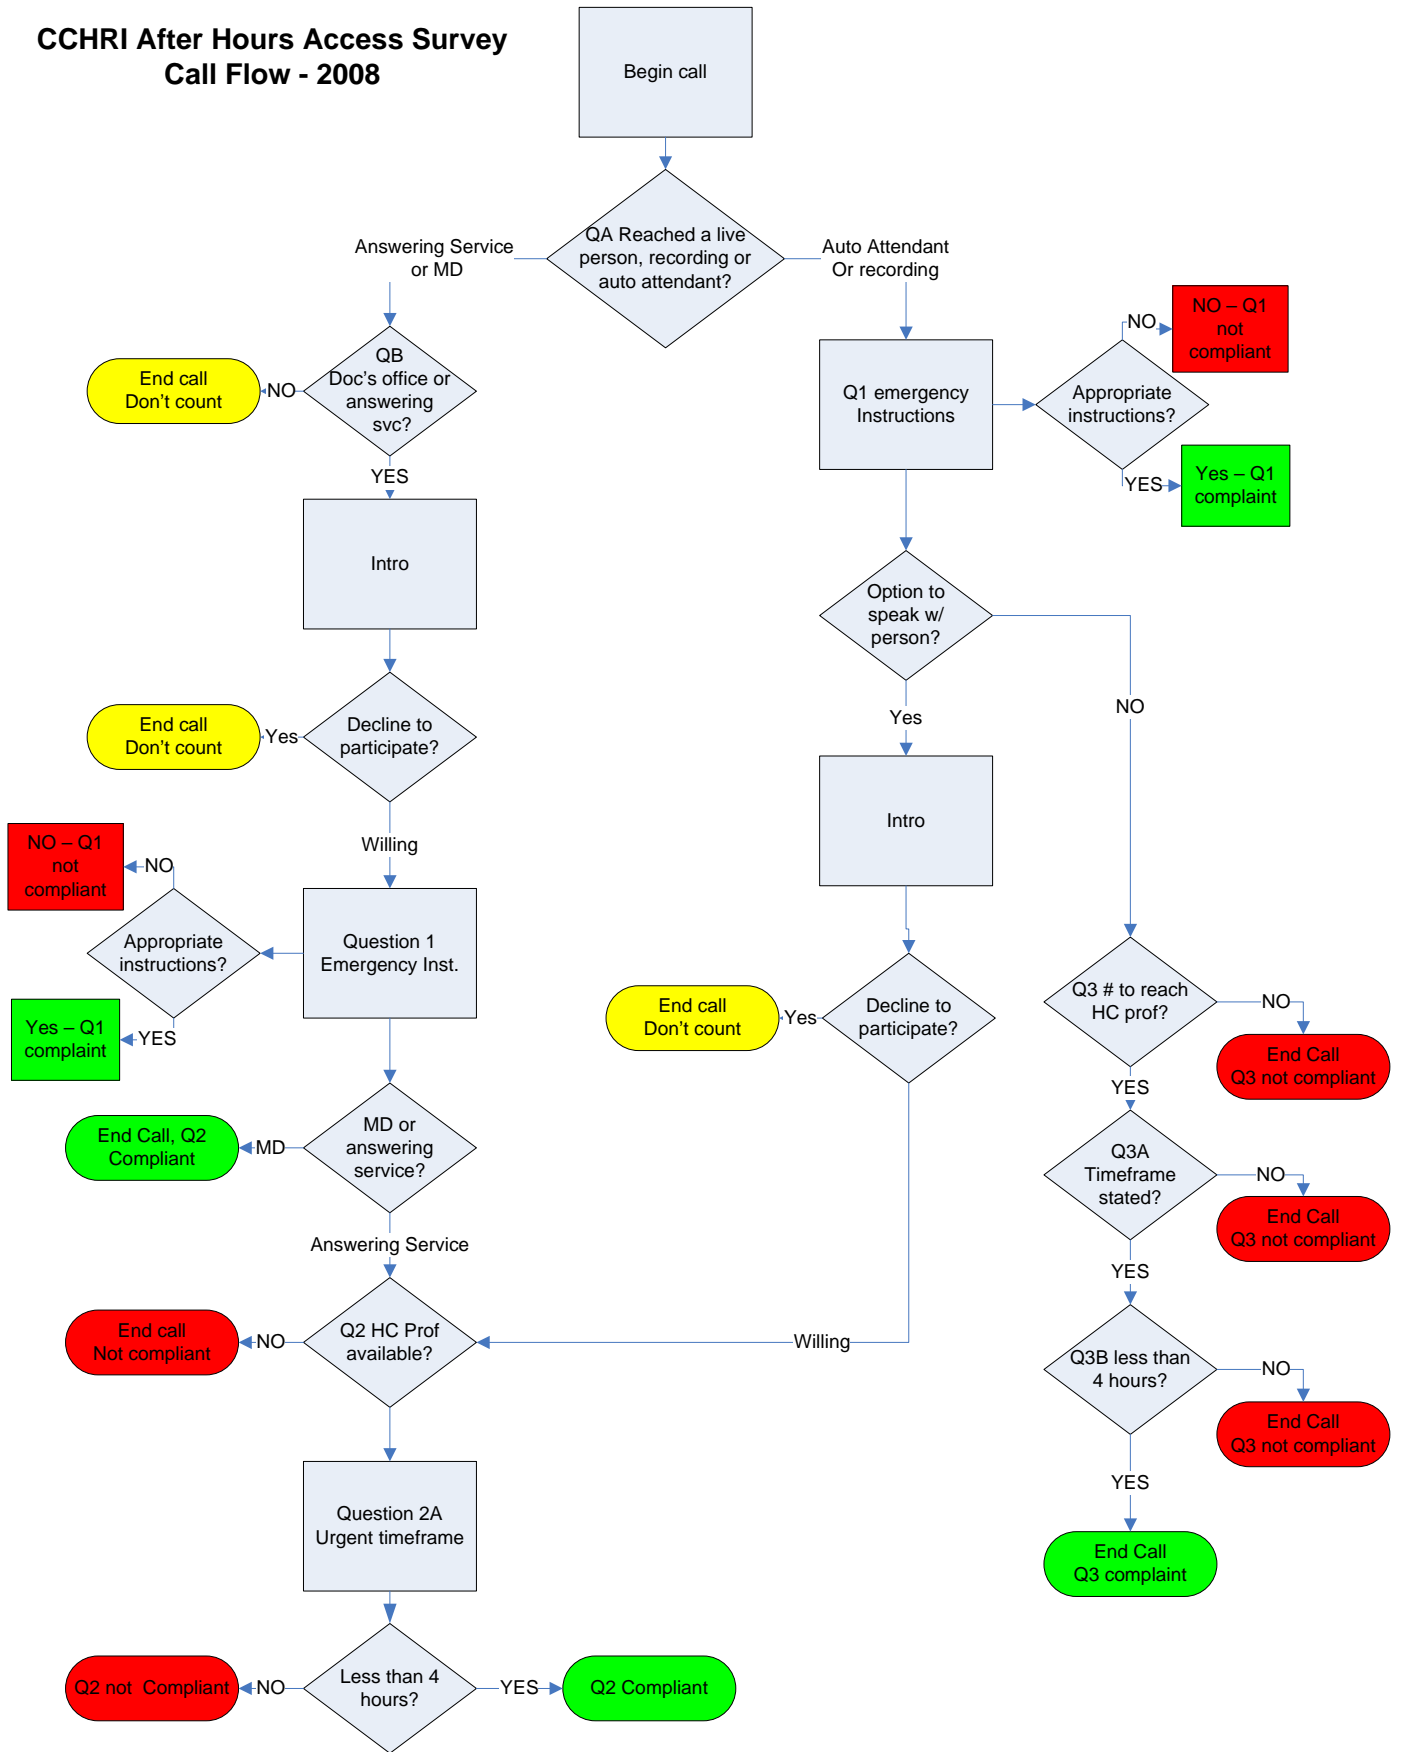 CCHRI After Hours Access Survey
Call Flow - 2008
Begin call
QA Reached a live
person, recording or
auto attendant?
Answering Service
or MD
Auto Attendant
Or recording
QB
Doc's office or
answering
svc?
NO
End call
Don't count
YES
Intro
Decline to
participate?
Yes
End call
Don't count
Willing
Question 1
Emergency Inst.
Appropriate
instructions?
NO
NO – Q1
not
compliant
YES
Yes – Q1
complaint
MD or
answering
service?
MD
End Call, Q2
Compliant
Answering Service
Q2 HC Prof
available?
NO
End call
Not compliant
Question 2A
Urgent timeframe
Less than 4
hours?
NO
Q2 not  Compliant
YES
Q2 Compliant
Q1 emergency
Instructions
Appropriate
instructions?
NO
NO – Q1
not
compliant
YES
Yes – Q1
complaint
Option to
speak w/
person?
Yes
Intro
Decline to
participate?
Yes
End call
Don't count
Willing
NO
Q3 # to reach
HC prof?
NO
End Call
Q3 not compliant
YES
Q3A
Timeframe
stated?
NO
End Call
Q3 not compliant
YES
Q3B less than
4 hours?
NO
End Call
Q3 not compliant
YES
End Call
Q3 complaint